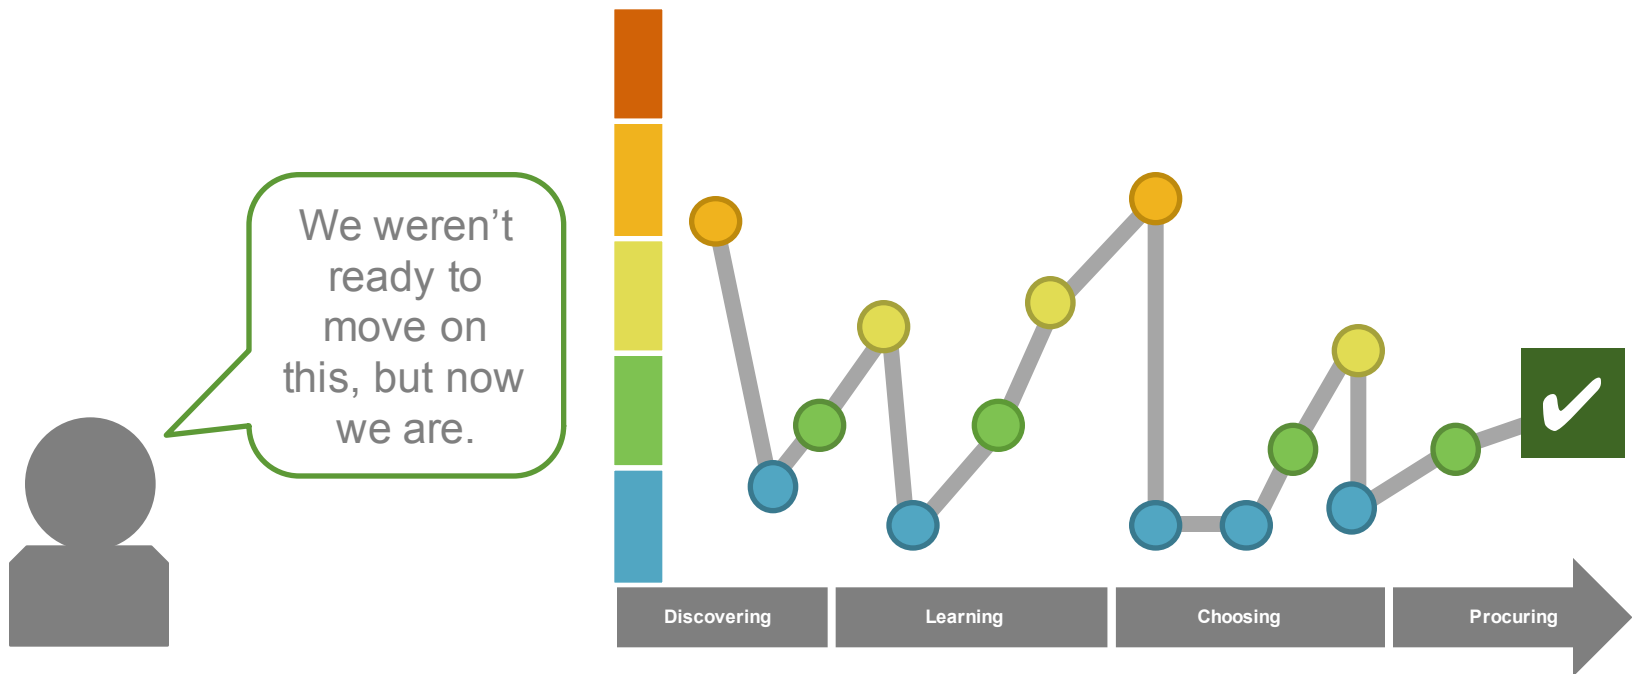 We weren’t
ready to
move on
this, but now
we are.
Discovering
Learning
Choosing
Procuring